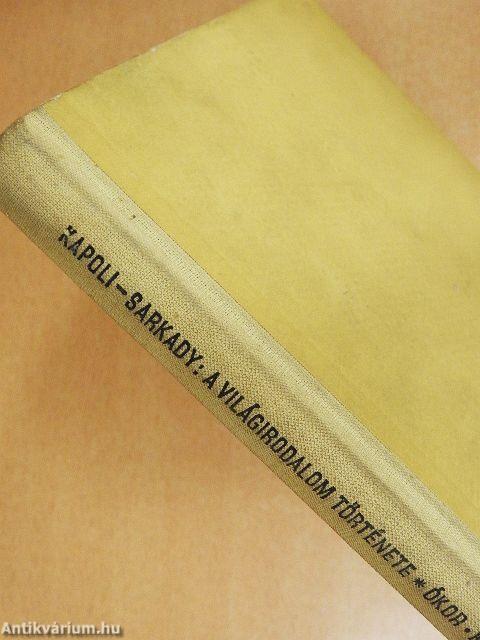 KAPOLI–SARKADY: A VILÁGIRODALOM TÖRTÉNETE * ÓKOR •
Antikvárium.hu